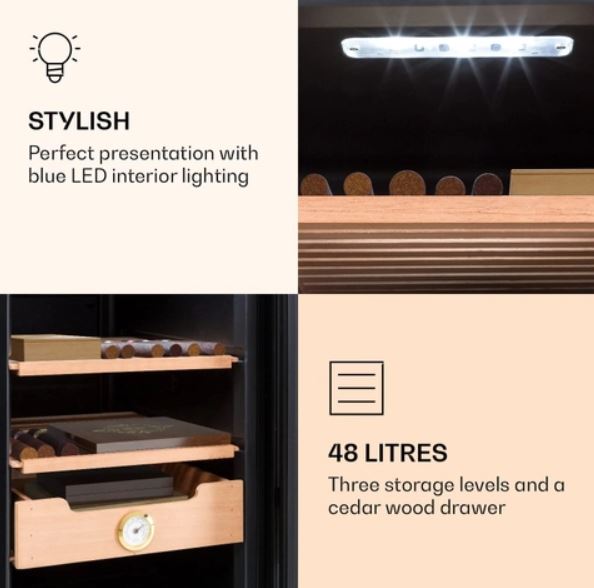 STYLISH
Perfect presentation with
blue LED interior lighting
48 LITRES
Three storage levels and a
cedar wood drawer